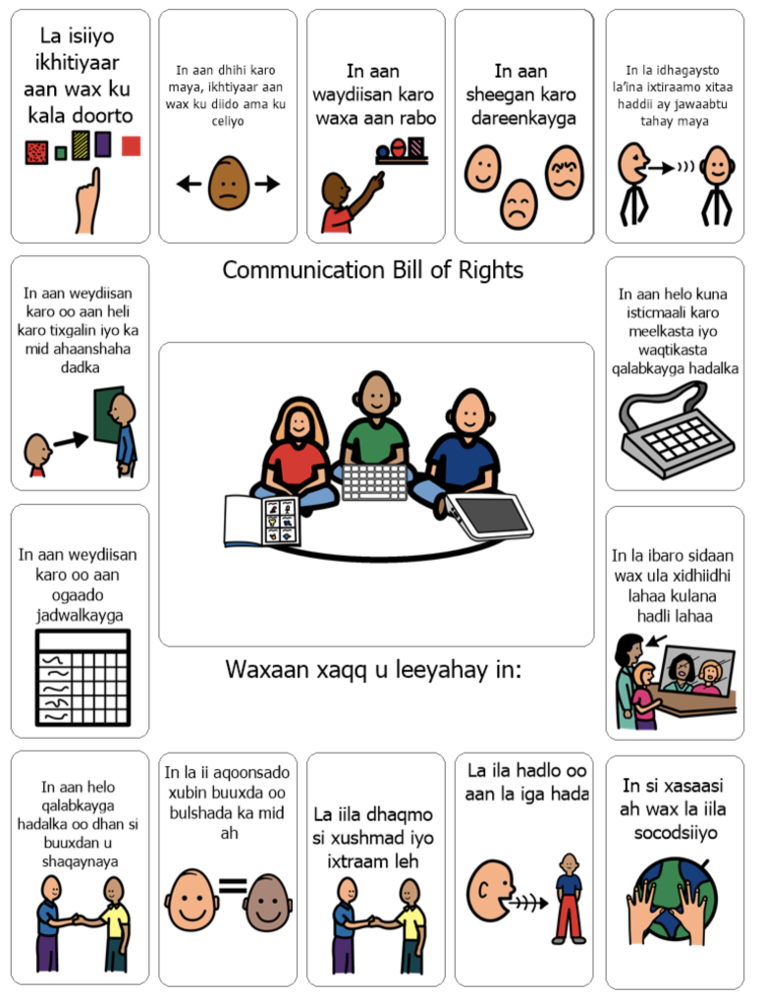 La isiiyo
ikhitiyaar
aan wax ku
kala doorto
In aan dhihi karo
maya, ikhtiyaar aan
wax ku diido ama ku
celiyo
In aan
waydiisan karo
waxa aan rabo
In aan
sheegan karo
dareenkayga
In la idhagaysto
la'ina ixtiraamo xitaa
haddii ay jawaabtu
tahay maya
Communication Bill of Rights
In aan weydiisan
karo oo aan heli
karo tixgalin iyo ka
mid ahaanshaha
dadka
In aan helo kuna
isticmaali karo
meelkasta iyo
waqtikasta
qalabkayga hadalka
In aan weydiisan
karo oo aan
ogaado
jadwalkayga
In la ibaro sidaan
wax ula xidhiidhi
lahaa kulana
hadli lahaa
Waxaan xaqq u leeyahay in:
In aan helo
qalabkayga
hadalka oo dhan si
buuxdan u
shaqaynaya
In la ii aqoonsado
xubin buuxda oo
bulshada ka mid
ah
La iila dhaqmo
si xushmad iyo
ixtraam leh
La ila hadlo oo
aan la iga hada
In si xasaasi
ah wax la iila
socodsiiyo